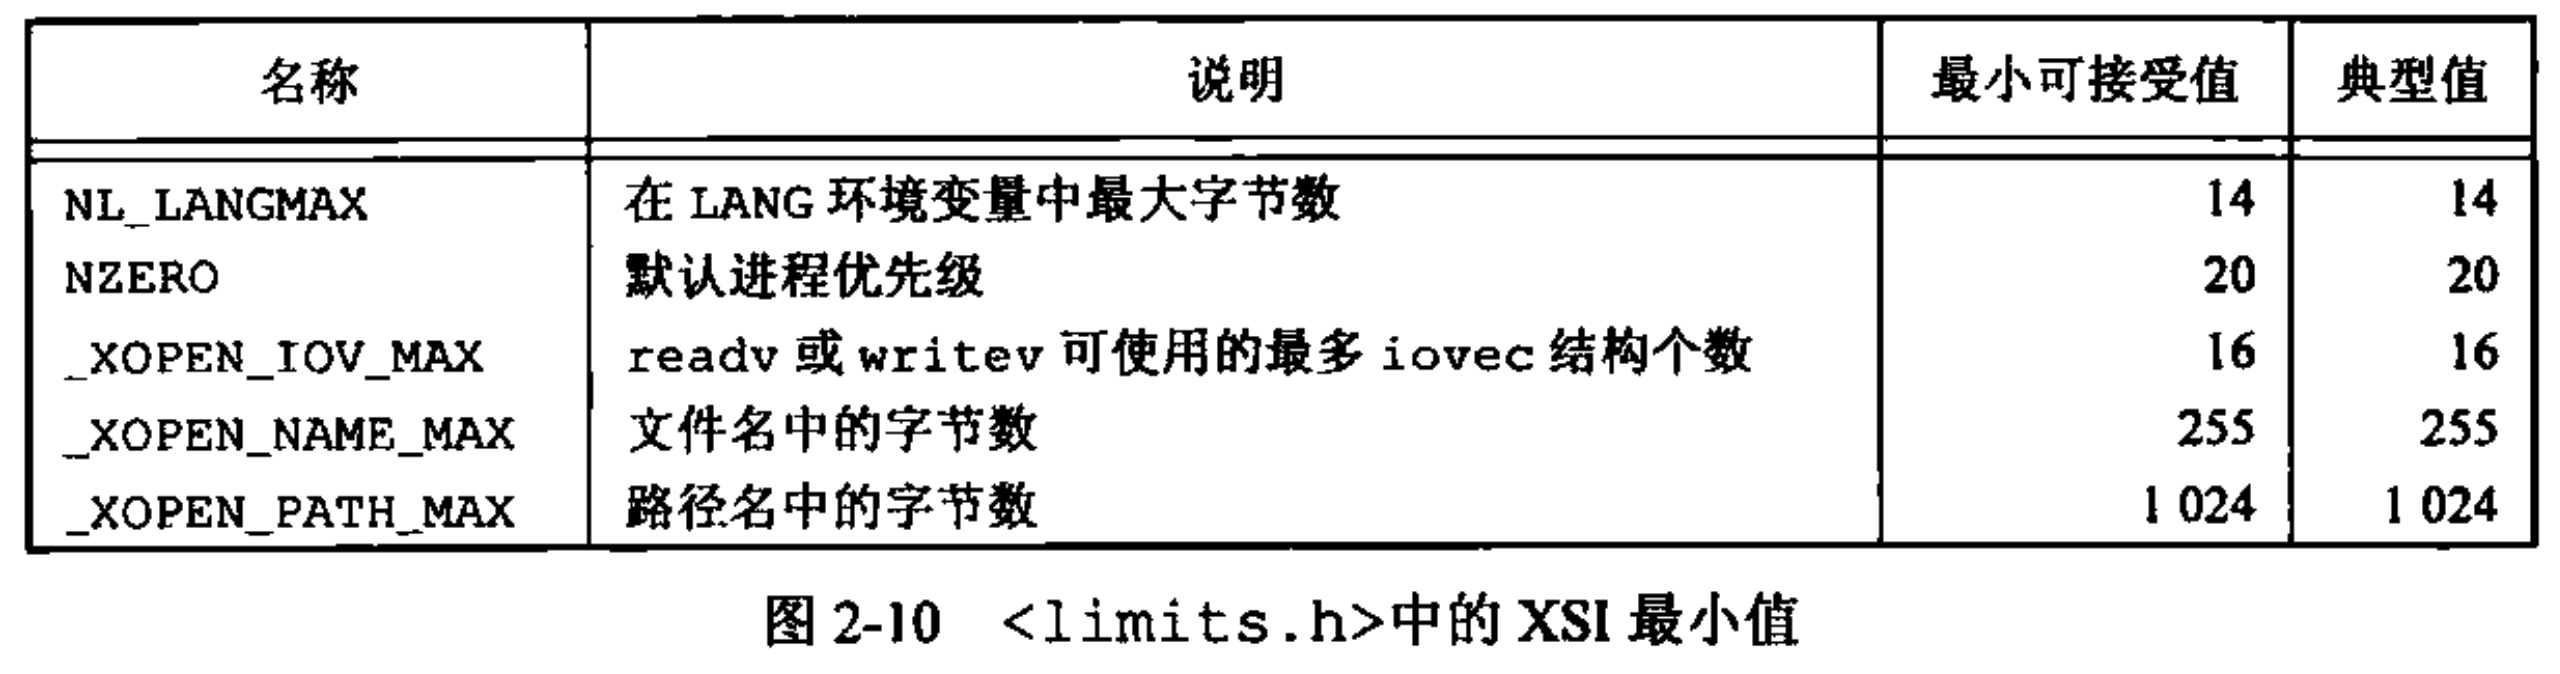 名称 说明 最小可接受值 典型值
NL_LANGMAX 在 LANG 环境变量中最大字节数 14 14
NZERO 默认进程优先级 20 20
_XOPEN_IOV_MAX readv 或 writev 可使用的最多 iovec 结构个数 16 16
_XOPEN_NAME_MAX 文件名中的字节数 255 255
_XOPEN_PATH_MAX 路径名中的字节数 1 024 1 024
图 2-10 <limits.h>中的 XSI 最小值